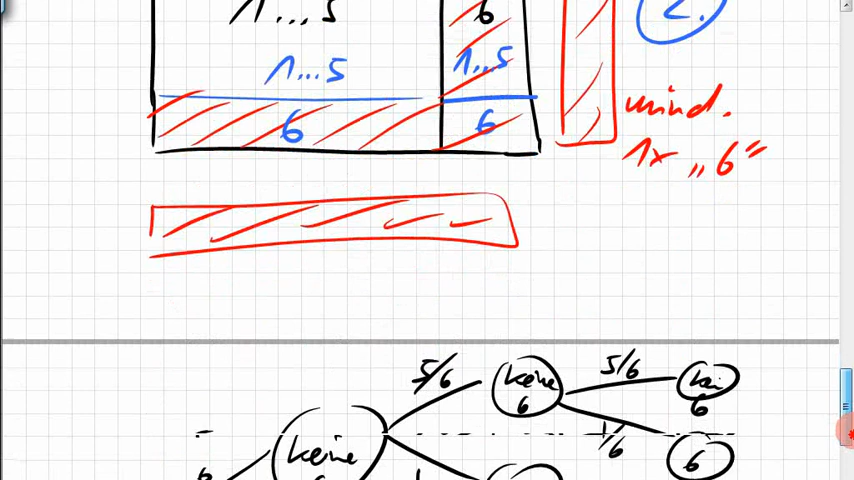 1...5 6
2.
1...5 1...5
6 6
mind.
1x „6"
5/6 keine 6 5/6 6
1/6 6
keine